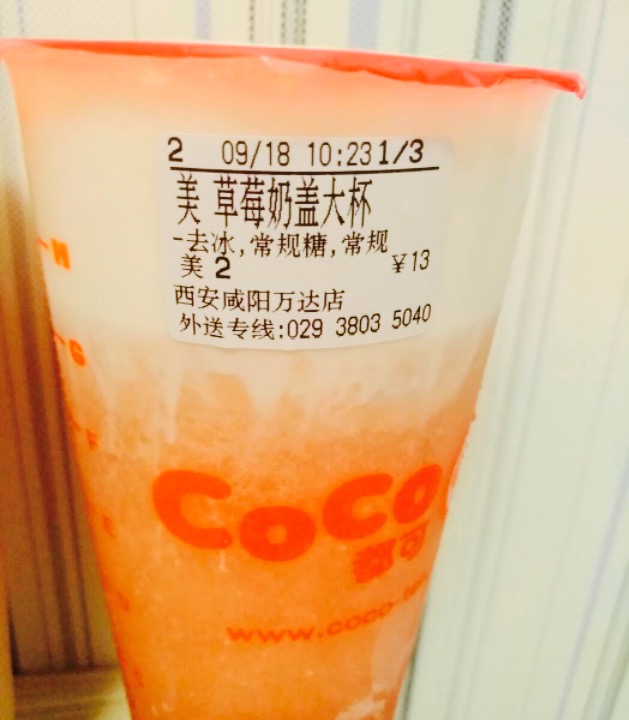 2 09/18 10:23 1/3
美 草莓奶盖大杯
-去冰,常规糖,常规
美 2 ¥13
西安咸阳万达店
外送专线:029 3803 5040
M
G
F
E
CoCo
都可
www.coco-